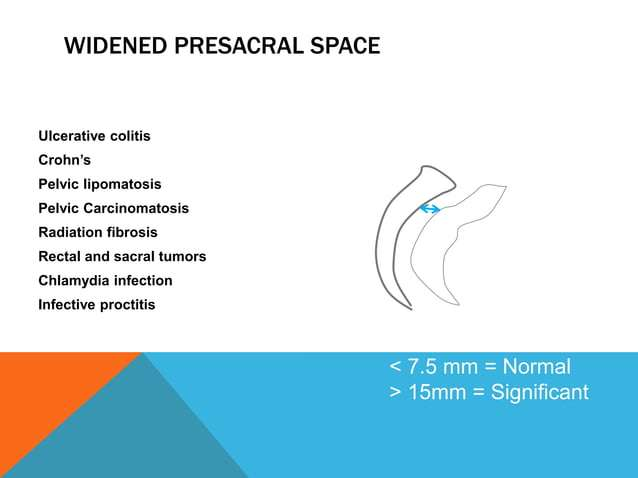 WIDENED PRESACRAL SPACE
Ulcerative colitis
Crohn’s
Pelvic lipomatosis
Pelvic Carcinomatosis
Radiation fibrosis
Rectal and sacral tumors
Chlamydia infection
Infective proctitis
< 7.5 mm = Normal
> 15mm = Significant